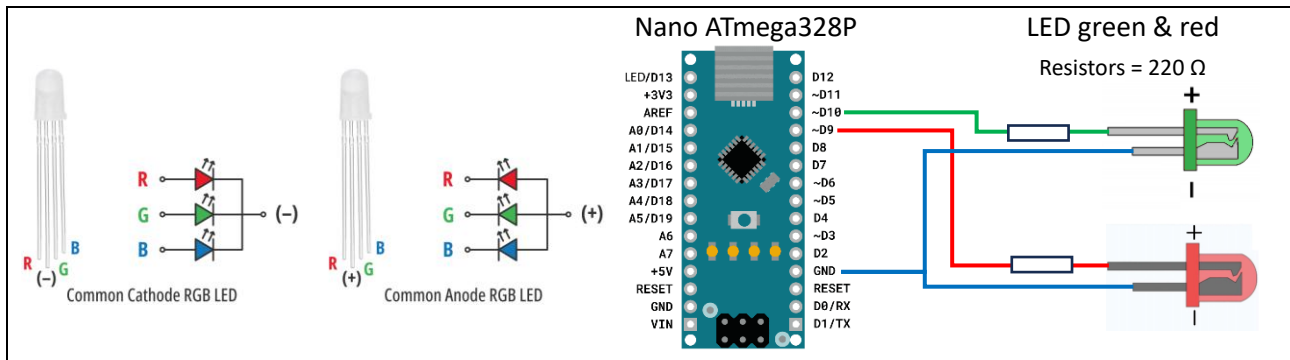 Nano ATmega328P
LED green & red
Resistors = 220 Ω
R
G
B
(−)
R
(−)
G
B
Common Cathode RGB LED
R
G
B
(+)
R
(+)
G
B
Common Anode RGB LED
LED/D13
+3V3
AREF
A0/D14
A1/D15
A2/D16
A3/D17
A4/D18
A5/D19
A6
A7
+5V
RESET
GND
VIN
D12
~D11
~D10
~D9
D8
D7
~D6
~D5
D4
~D3
D2
GND
RESET
D0/RX
D1/TX
+
−
+
−